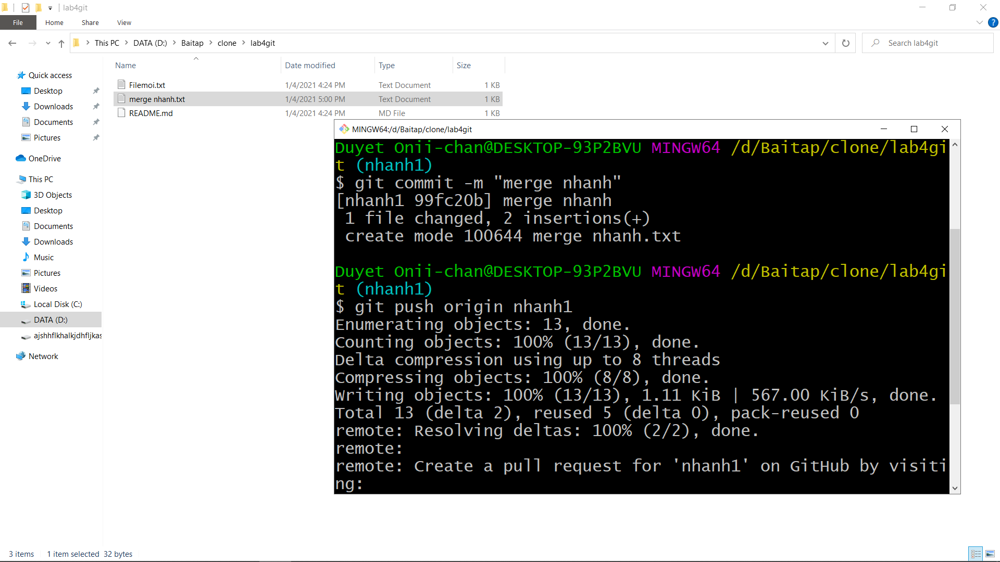 lab4git
File Home Share View
This PC DATA (D:) Baitap clone lab4git
Search lab4git
Name Date modified Type Size
Filemoi.txt 1/4/2021 4:24 PM Text Document 1 KB
merge nhanh.txt 1/4/2021 5:00 PM Text Document 1 KB
README.md 1/4/2021 4:24 PM MD File 1 KB
Quick access
Desktop
Downloads
Documents
Pictures
OneDrive
This PC
3D Objects
Desktop
Documents
Downloads
Music
Pictures
Videos
Local Disk (C:)
DATA (D:)
ajshhflkhalkjdhfljkas
Network
MINGW64:/d/Baitap/clone/lab4git
Duyet Onii-chan@DESKTOP-93P2BVU MINGW64 /d/Baitap/clone/lab4gi
t (nhanh1)
$ git commit -m "merge nhanh"
[nhanh1 99fc20b] merge nhanh
1 file changed, 2 insertions(+)
create mode 100644 merge nhanh.txt
Duyet Onii-chan@DESKTOP-93P2BVU MINGW64 /d/Baitap/clone/lab4gi
t (nhanh1)
$ git push origin nhanh1
Enumerating objects: 13, done.
Counting objects: 100% (13/13), done.
Delta compression using up to 8 threads
Compressing objects: 100% (8/8), done.
Writing objects: 100% (13/13), 1.11 KiB | 567.00 KiB/s, done.
Total 13 (delta 2), reused 5 (delta 0), pack-reused 0
remote: Resolving deltas: 100% (2/2), done.
remote:
remote: Create a pull request for 'nhanh1' on GitHub by visiti
ng:
3 items 1 item selected 32 bytes